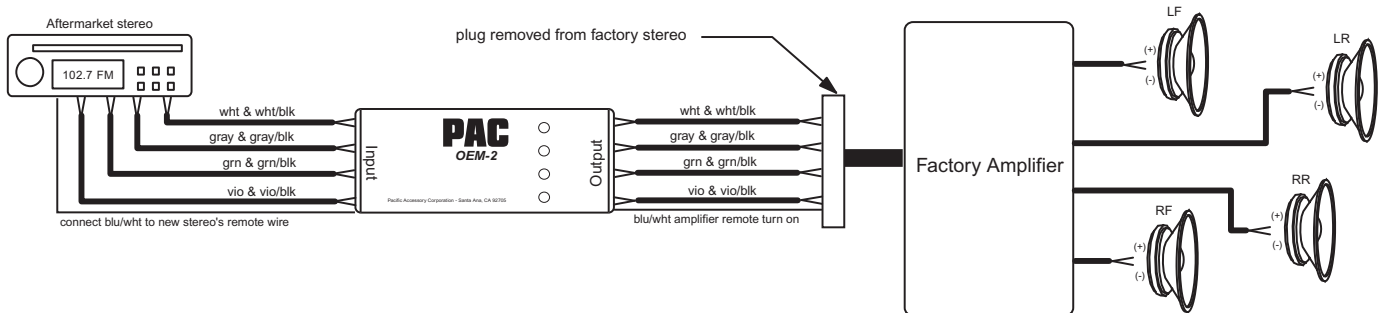 Aftermarket stereo
102.7 FM
wht & wht/blk
gray & gray/blk
grn & grn/blk
vio & vio/blk
connect blu/wht to new stereo's remote wire
Input
PAC
OEM-2
Pacific Accessory Corporation - Santa Ana, CA 92705
Output
wht & wht/blk
gray & gray/blk
grn & grn/blk
vio & vio/blk
blu/wht amplifier remote turn on
plug removed from factory stereo
Factory Amplifier
LF
(+)
(-)
LR
(+)
(-)
RR
(+)
(-)
RF
(+)
(-)